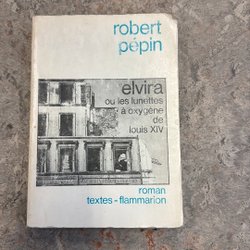 robert
pépin
elvira
ou les lunettes
à oxygène
de
louis XIV
roman
textes-flammarion